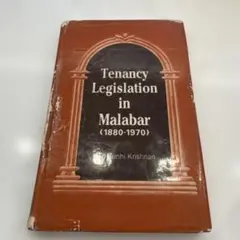 Tenancy
Legislation
in
Malabar
(1880-1970)
Krishnan